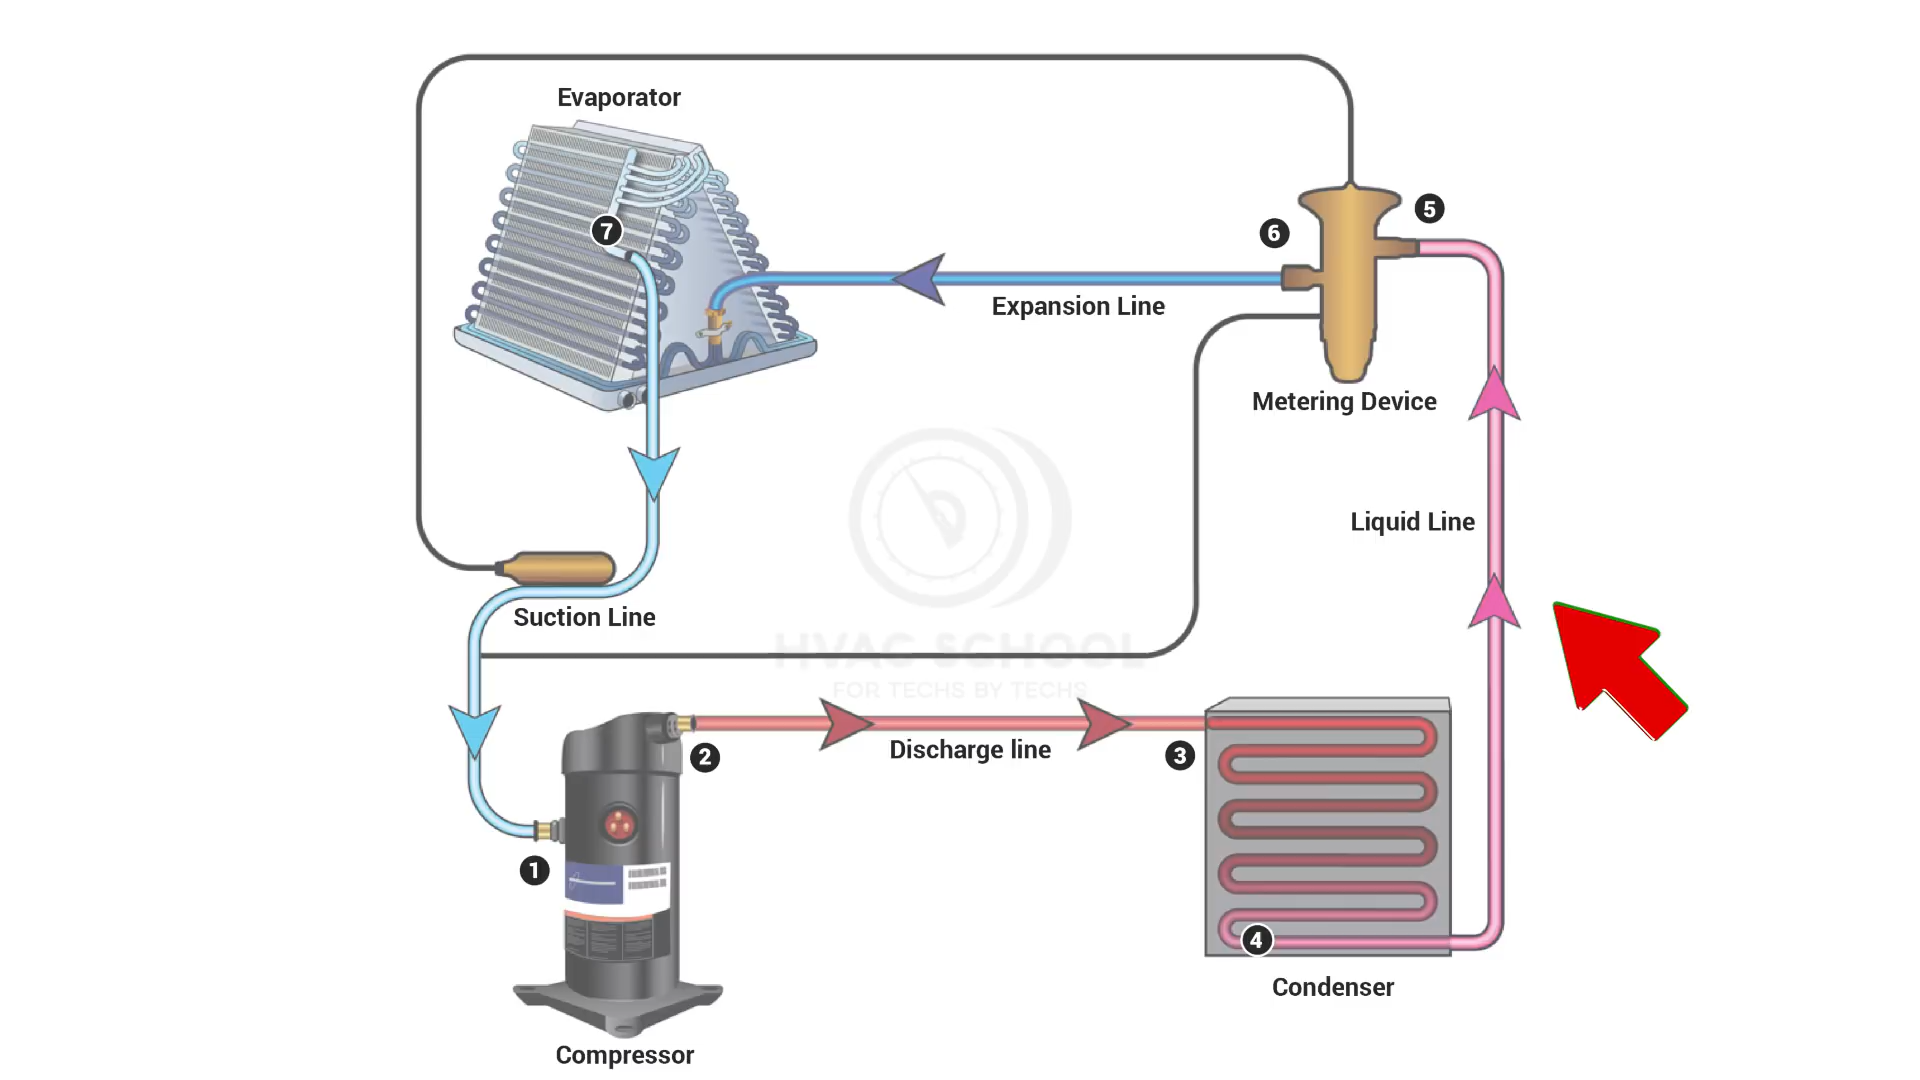 Evaporator
7
6
5
Expansion Line
Metering Device
Liquid Line
Suction Line
HVAC SCHOOL
FOR TECHS BY TECHS
2
Discharge line
3
1
4
Condenser
Compressor